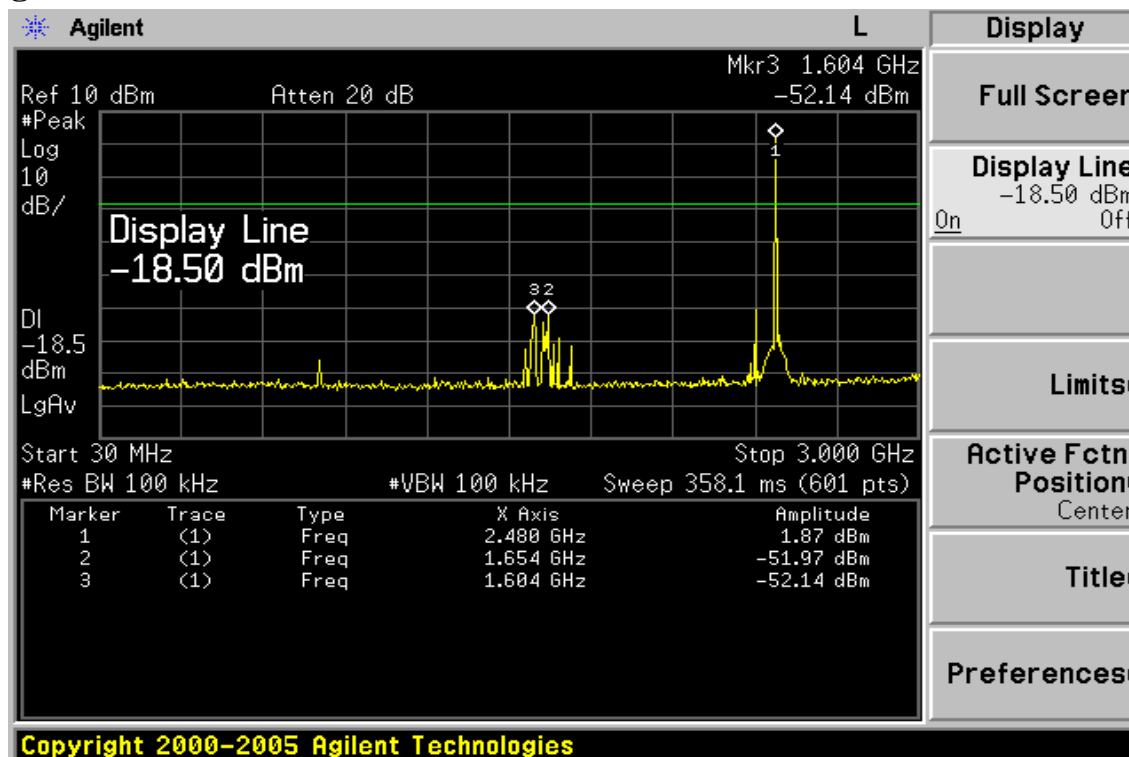 Agilent L Display
Mkr3 1.604 GHz
Ref 10 dBm Atten 20 dB -52.14 dBm
#Peak
Log
10
dB/
1
Display Line
-18.50 dBm
3 2
DI
-18.5
dBm
LgAv
Start 30 MHz Stop 3.000 GHz
#Res BW 100 kHz #VBW 100 kHz Sweep 358.1 ms (601 pts)
Marker Trace Type X Axis Amplitude
1 (1) Freq 2.480 GHz 1.87 dBm
2 (1) Freq 1.654 GHz -51.97 dBm
3 (1) Freq 1.604 GHz -52.14 dBm
Full Screen
Display Line
-18.50 dBm
On Off
Limits
Active Fctn
Position
Center
Title
Preferences
Copyright 2000-2005 Agilent Technologies